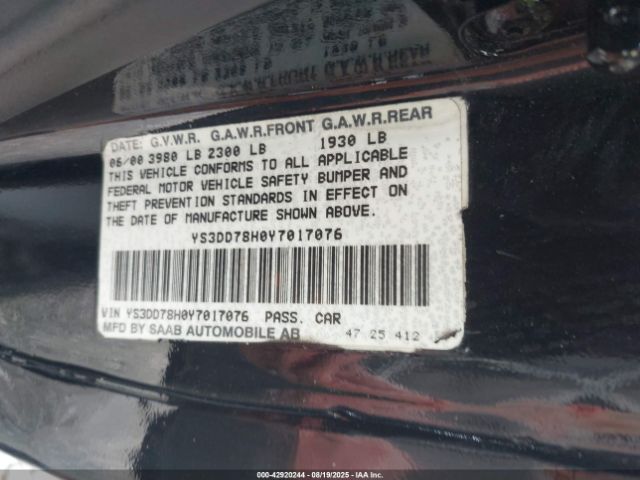 DATE: G.V.W.R. G.A.W.R.FRONT G.A.W.R.REAR
06/00 3980 LB 2300 LB 1930 LB
THIS VEHICLE CONFORMS TO ALL APPLICABLE
FEDERAL MOTOR VEHICLE SAFETY BUMPER AND
THEFT PREVENTION STANDARDS IN EFFECT ON
THE DATE OF MANUFACTURE SHOWN ABOVE.
YS3DD78H0Y7017076
VIN YS3DD78H0Y7017076 PASS. CAR
MFD BY SAAB AUTOMOBILE AB 47 25 412
000-42920244 - 08/19/2025 - Copyright IAA, LLC.